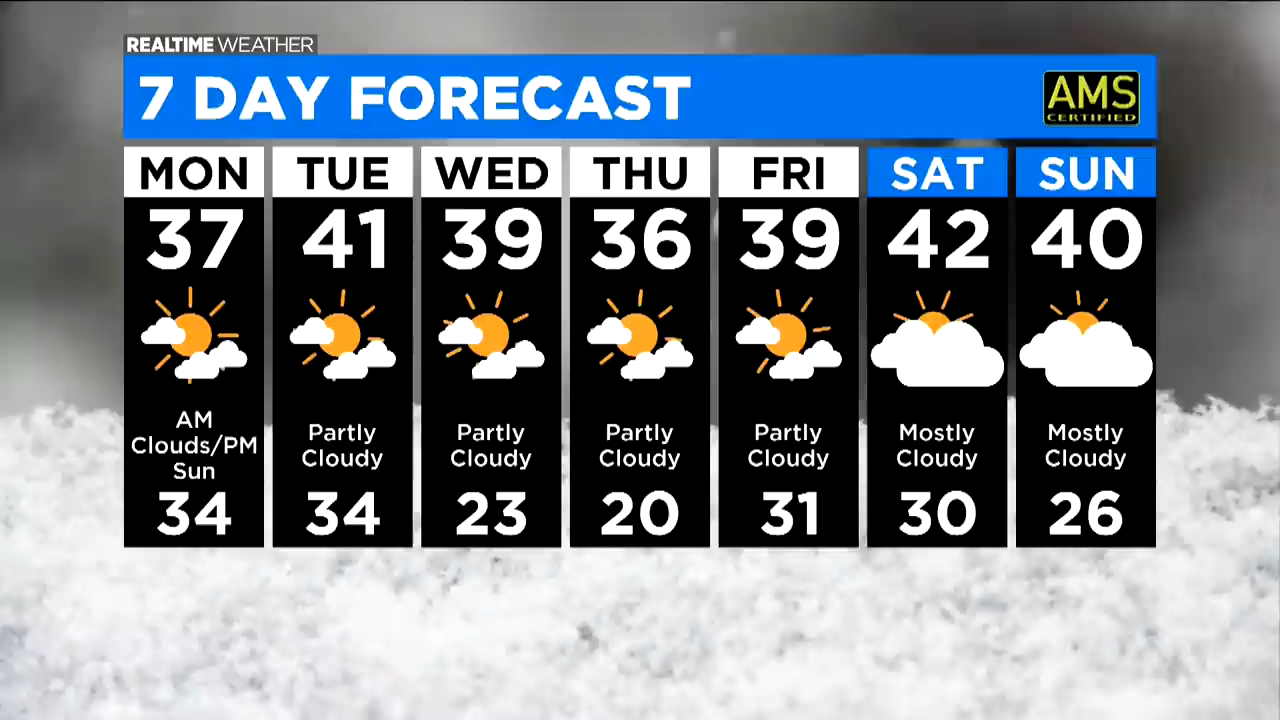 REALTIME WEATHER
7 DAY FORECAST
AMS
CERTIFIED
MON
37
AM
Clouds/PM
Sun
34
TUE
41
Partly
Cloudy
34
WED
39
Partly
Cloudy
23
THU
36
Partly
Cloudy
20
FRI
39
Partly
Cloudy
31
SAT
42
Mostly
Cloudy
30
SUN
40
Mostly
Cloudy
26